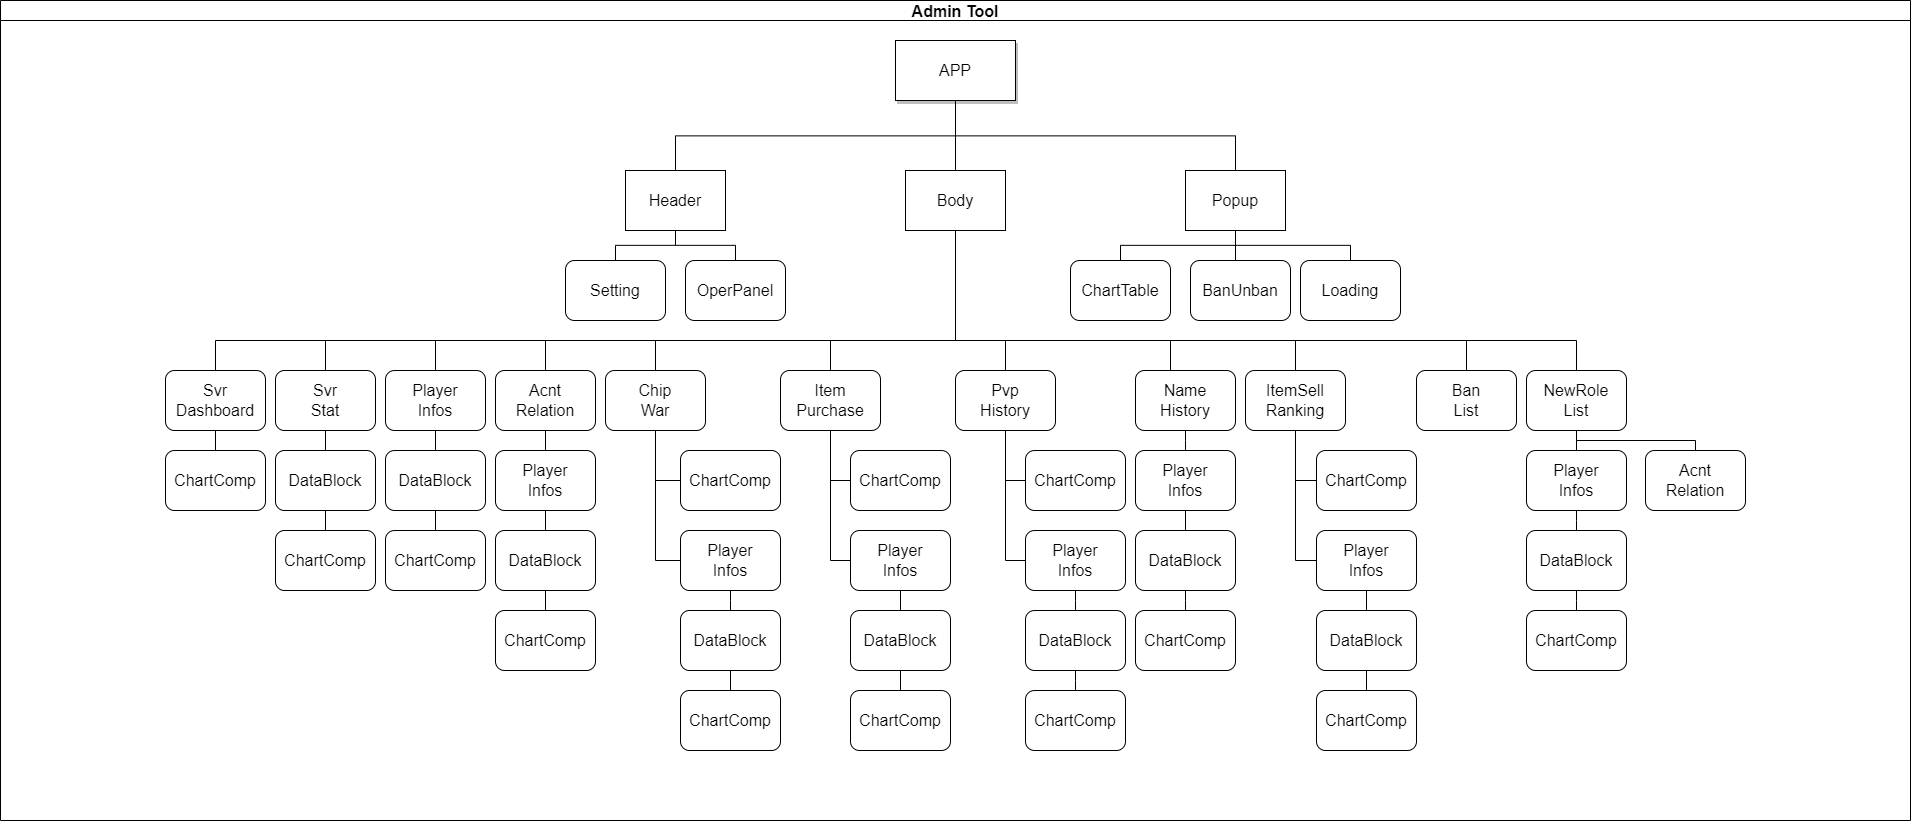 Admin Tool
APP
Header
Body
Popup
Setting
OperPanel
ChartTable
BanUnban
Loading
Svr
Dashboard
Svr
Stat
Player
Infos
Acnt
Relation
Chip
War
Item
Purchase
Pvp
History
Name
History
ItemSell
Ranking
Ban
List
NewRole
List
ChartComp
DataBlock
DataBlock
Player
Infos
ChartComp
ChartComp
ChartComp
Player
Infos
ChartComp
Player
Infos
Acnt
Relation
ChartComp
ChartComp
DataBlock
Player
Infos
Player
Infos
Player
Infos
DataBlock
Player
Infos
DataBlock
ChartComp
DataBlock
DataBlock
DataBlock
ChartComp
DataBlock
ChartComp
ChartComp
ChartComp
ChartComp
ChartComp